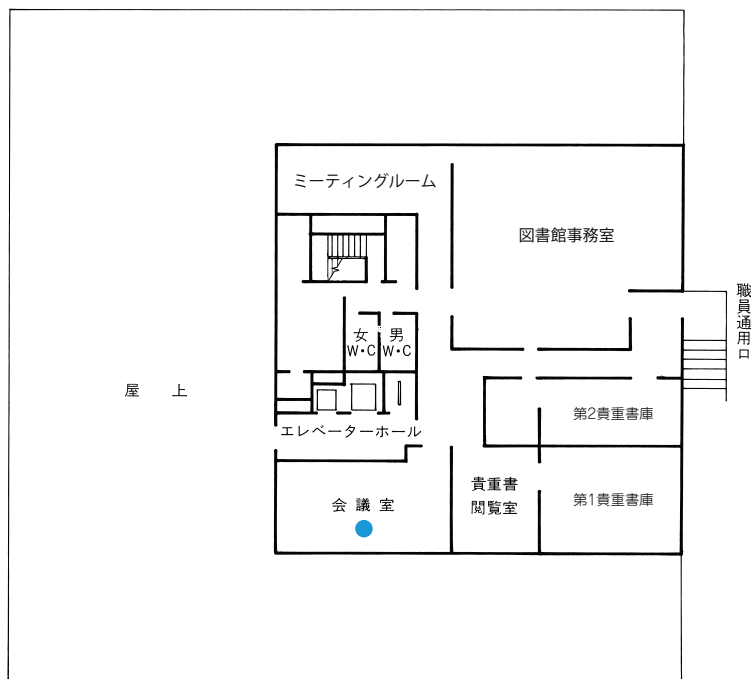 ミーティングルーム
図書館事務室
職員通用口
女
W・C
男
W・C
屋 上
第2貴重書庫
エレベーターホール
貴重書
閲覧室
第1貴重書庫
会 議 室